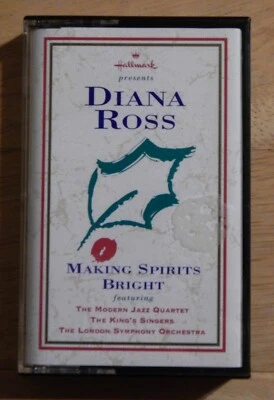 Hallmark
presents
DIANA
ROSS
MAKING SPIRITS
BRIGHT
featuring
THE MODERN JAZZ QUARTET
THE KING'S SINGERS
THE LONDON SYMPHONY ORCHESTRA